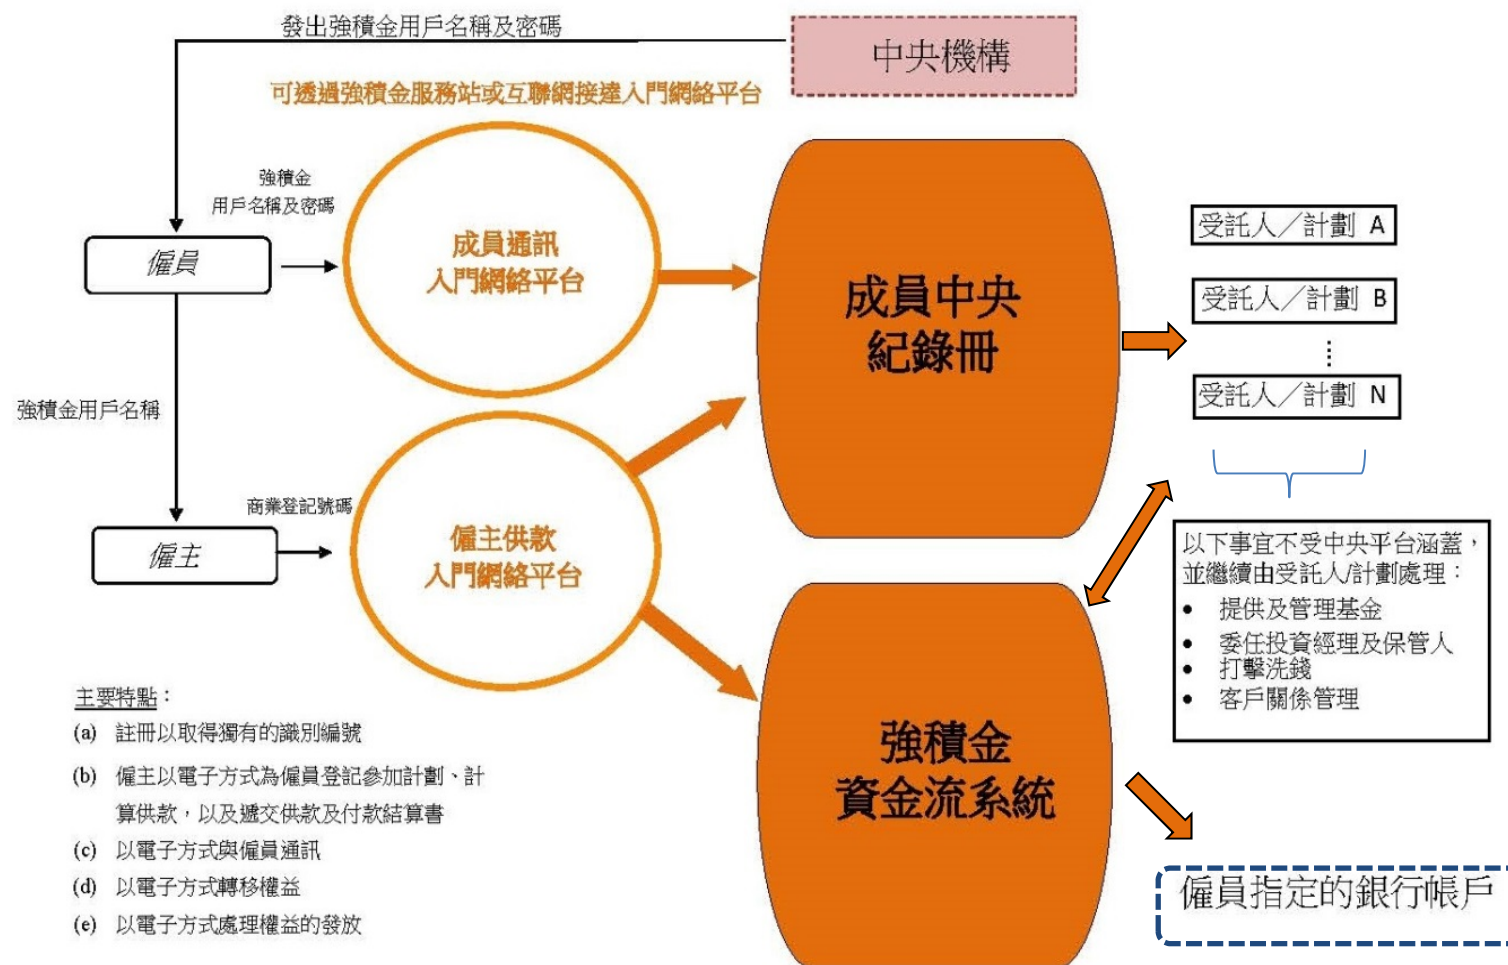 發出強積金用戶名稱及密碼
中央機構
可透過強積金服務站或互聯網接達入門網絡平台
強積金
用戶名稱及密碼
僱員
成員通訊
入門網絡平台
成員中央
紀錄冊
受託人／計劃 A
受託人／計劃 B
⋮
受託人／計劃 N
強積金用戶名稱
商業登記號碼
僱主
僱主供款
入門網絡平台
以下事宜不受中央平台涵蓋，
並繼續由受託人/計劃處理：
• 提供及管理基金
• 委任投資經理及保管人
• 打擊洗錢
• 客戶關係管理
強積金
資金流系統
僱員指定的銀行帳戶
主要特點：
(a) 註冊以取得獨有的識別編號
(b) 僱主以電子方式為僱員登記參加計劃、計
算供款，以及遞交供款及付款結算書
(c) 以電子方式與僱員通訊
(d) 以電子方式轉移權益
(e) 以電子方式處理權益的發放